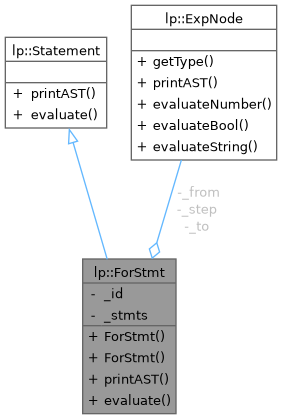 lp::ExpNode
+ getType()
+ printAST()
+ evaluateNumber()
+ evaluateBool()
+ evaluateString()
lp::Statement
+ printAST()
+ evaluate()
-_from
-_step
-_to
lp::ForStmt
- _id
- _stmts
+ ForStmt()
+ ForStmt()
+ printAST()
+ evaluate()